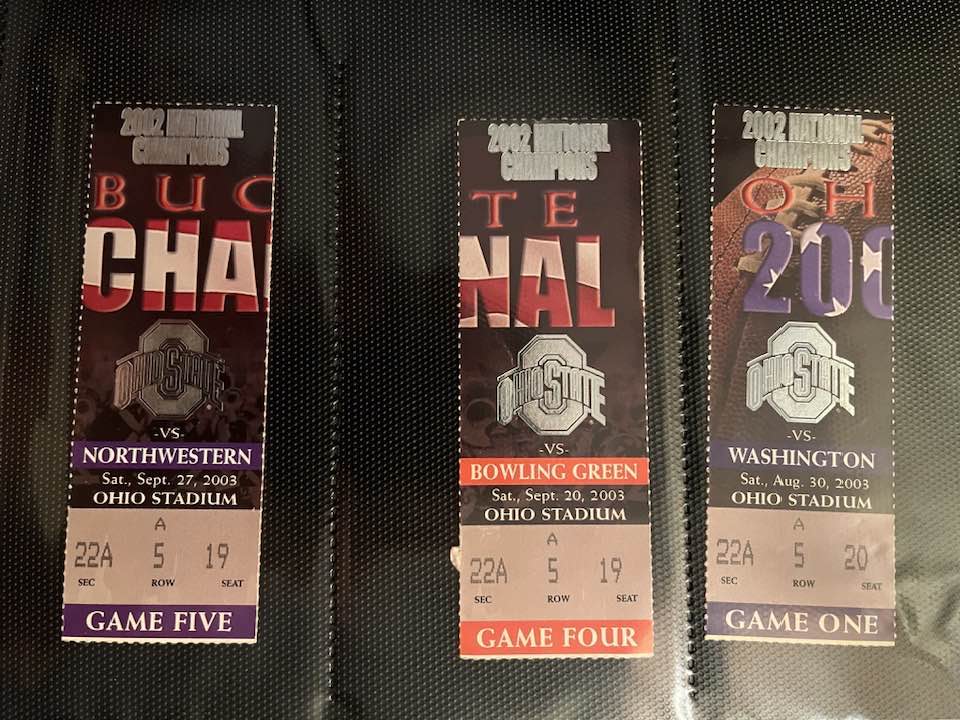 2002 NATIONAL
CHAMPIONS
BUC
CHA
OHIO STATE
-VS-
NORTHWESTERN
Sat., Sept. 27, 2003
OHIO STADIUM
A
22A 5 19
SEC ROW SEAT
GAME FIVE
2002 NATIONAL
CHAMPIONS
TE
NAL
OHIO STATE
-VS-
BOWLING GREEN
Sat., Sept. 20, 2003
OHIO STADIUM
A
22A 5 19
SEC ROW SEAT
GAME FOUR
2002 NATIONAL
CHAMPIONS
OH
200
OHIO STATE
-VS-
WASHINGTON
Sat., Aug. 30, 2003
OHIO STADIUM
A
22A 5 20
SEC ROW SEAT
GAME ONE